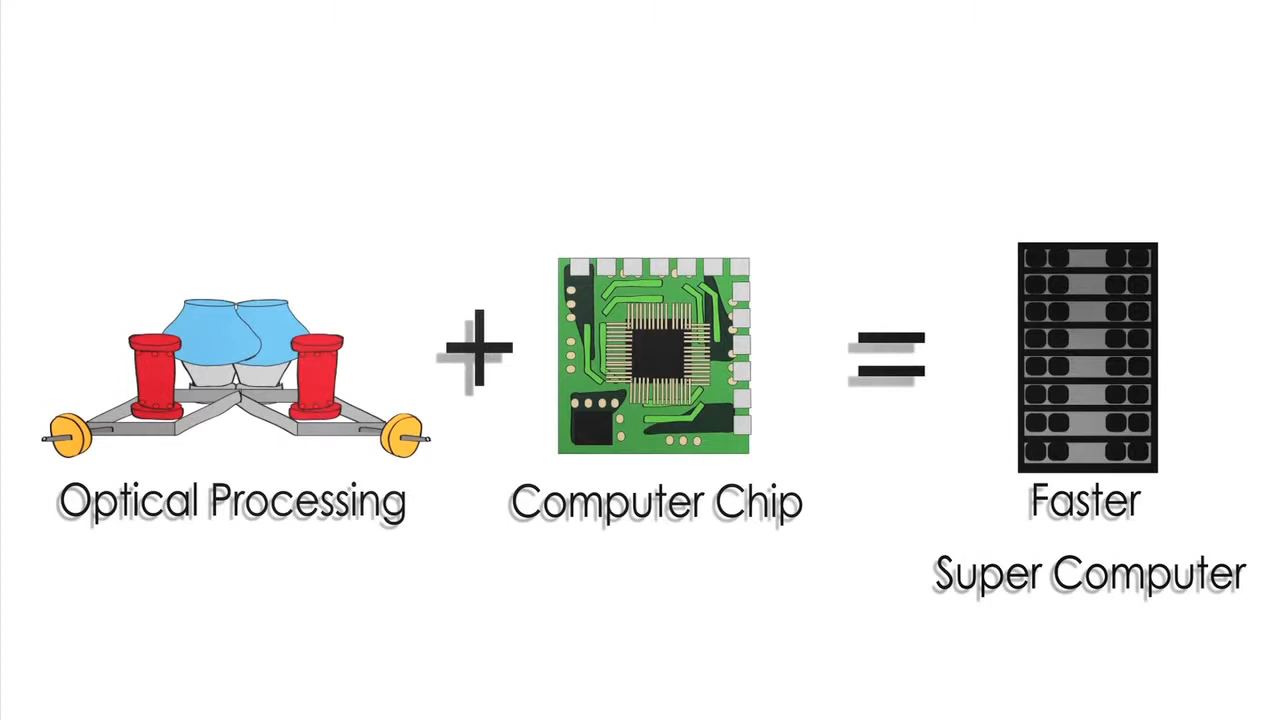 Optical Processing
+
Computer Chip
=
Faster
Super Computer